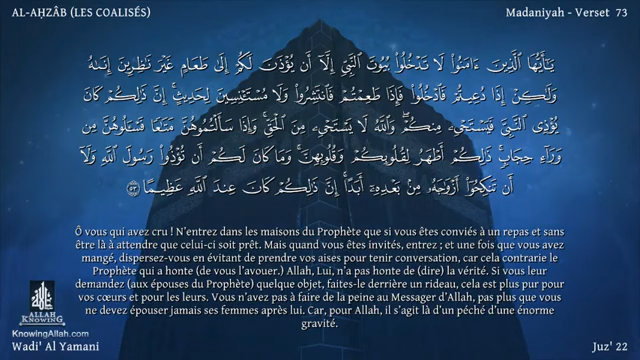 AL-AḤZÂB (LES COALISÉS)
Madaniyah - Verset 73
يَـٰٓأَيُّهَا ٱلَّذِينَ ءَامَنُوا۟ لَا تَدْخُلُوا۟ بُيُوتَ ٱلنَّبِىِّ إِلَّآ أَن يُؤْذَنَ لَكُمْ إِلَىٰ طَعَامٍ غَيْرَ نَـٰظِرِينَ إِنَىٰهُ
وَلَـٰكِنْ إِذَا دُعِيتُمْ فَٱدْخُلُوا۟ فَإِذَا طَعِمْتُمْ فَٱنتَشِرُوا۟ وَلَا مُسْتَـْٔنِسِينَ لِحَدِيثٍ ۚ إِنَّ ذَٰلِكُمْ كَانَ
يُؤْذِى ٱلنَّبِىَّ فَيَسْتَحْىِۦ مِنكُمْ ۖ وَٱللَّهُ لَا يَسْتَحْىِۦ مِنَ ٱلْحَقِّ ۚ وَإِذَا سَأَلْتُمُوهُنَّ مَتَـٰعًا فَسْـَٔلُوهُنَّ مِن
وَرَآءِ حِجَابٍ ۚ ذَٰلِكُمْ أَطْهَرُ لِقُلُوبِكُمْ وَقُلُوبِهِنَّ ۚ وَمَا كَانَ لَكُمْ أَن تُؤْذُوا۟ رَسُولَ ٱللَّهِ وَلَآ
أَن تَنكِحُوٓا۟ أَزْوَٰجَهُۥ مِنۢ بَعْدِهِۦٓ أَبَدًا ۚ إِنَّ ذَٰلِكُمْ كَانَ عِندَ ٱللَّهِ عَظِيمًا ٥٣
Ô vous qui avez cru ! N'entrez dans les maisons du Prophète que si vous êtes conviés à un repas et sans
être là à attendre que celui-ci soit prêt. Mais quand vous êtes invités, entrez ; et une fois que vous avez
mangé, dispersez-vous en évitant de prendre vos aises pour tenir conversation, car cela contrarie le
Prophète qui a honte (de vous l'avouer.) Allah, Lui, n'a pas honte de (dire) la vérité. Si vous leur
demandez (aux épouses du Prophète) quelque objet, faites-le derrière un rideau, cela est plus pur pour
vos cœurs et pour les leurs. Vous n'avez pas à faire de la peine au Messager d'Allah, pas plus que vous
ne devez épouser jamais ses femmes après lui. Car, pour Allah, il s'agit là d'un péché d'une énorme
gravité.
ALLAH
KNOWING
KnowingAllah.com
Wadi' Al Yamani
Juz' 22